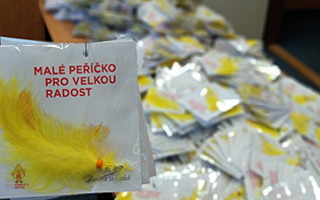 MALÉ PEŘÍČKO
PRO VELKOU
RADOST